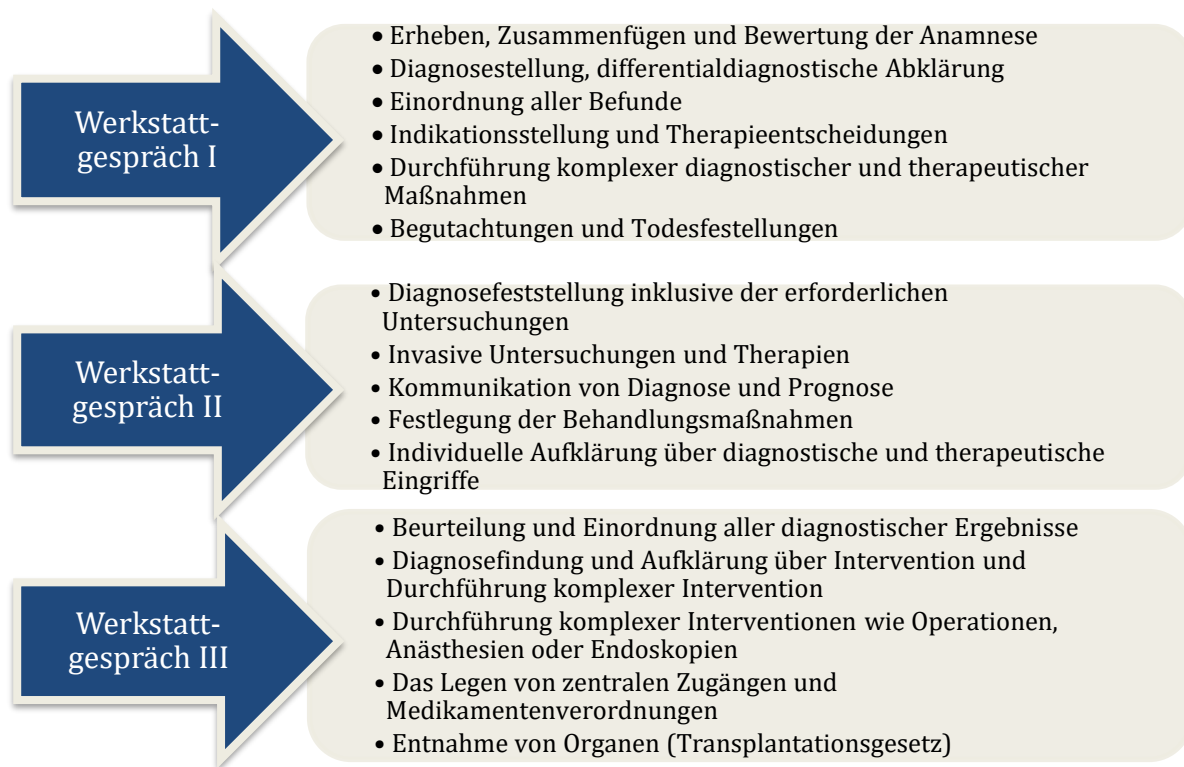 Werkstatt-
gespräch I
• Erheben, Zusammenfügen und Bewertung der Anamnese
• Diagnosestellung, differentialdiagnostische Abklärung
• Einordnung aller Befunde
• Indikationsstellung und Therapieentscheidungen
• Durchführung komplexer diagnostischer und therapeutischer
Maßnahmen
• Begutachtungen und Todesfestellungen
Werkstatt-
gespräch II
• Diagnosefeststellung inklusive der erforderlichen
Untersuchungen
• Invasive Untersuchungen und Therapien
• Kommunikation von Diagnose und Prognose
• Festlegung der Behandlungsmaßnahmen
• Individuelle Aufklärung über diagnostische und therapeutische
Eingriffe
Werkstatt-
gespräch III
• Beurteilung und Einordnung aller diagnostischer Ergebnisse
• Diagnosefindung und Aufklärung über Intervention und
Durchführung komplexer Intervention
• Durchführung komplexer Interventionen wie Operationen,
Anästhesien oder Endoskopien
• Das Legen von zentralen Zugängen und
Medikamentenverordnungen
• Entnahme von Organen (Transplantationsgesetz)